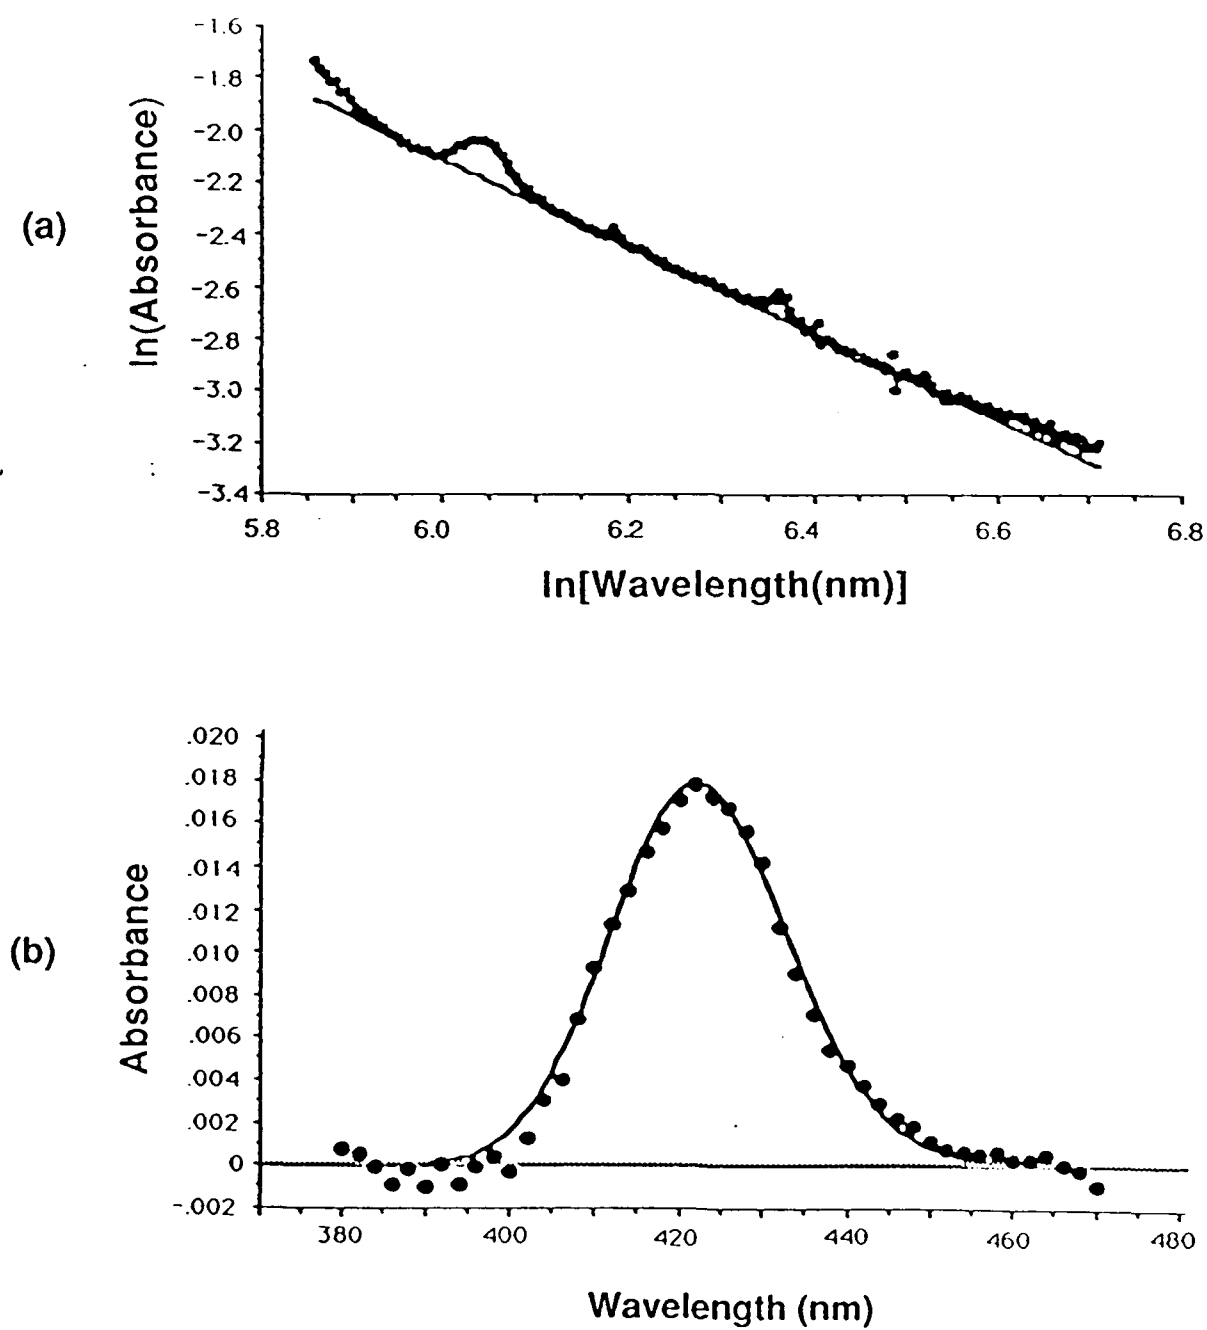 (a)
ln(Absorbance)
-1.6
-1.8
-2.0
-2.2
-2.4
-2.6
-2.8
-3.0
-3.2
-3.4
5.8 6.0 6.2 6.4 6.6 6.8
ln[Wavelength(nm)]
(b)
Absorbance
.020
.018
.016
.014
.012
.010
.008
.006
.004
.002
0
-.002
380 400 420 440 460 480
Wavelength (nm)